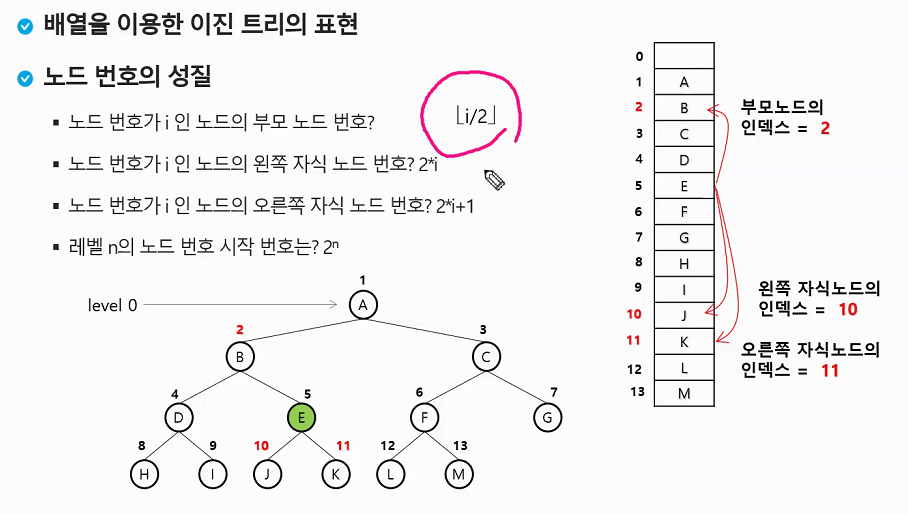 배열을 이용한 이진 트리의 표현
노드 번호의 성질
▪ 노드 번호가 i 인 노드의 부모 노드 번호? ⌊i/2⌋
▪ 노드 번호가 i 인 노드의 왼쪽 자식 노드 번호? 2*i
▪ 노드 번호가 i 인 노드의 오른쪽 자식 노드 번호? 2*i+1
▪ 레벨 n의 노드 번호 시작 번호는? 2ⁿ
1
level 0 A
2 3
B C
4 5 6 7
D E F G
8 9 10 11 12 13
H I J K L M
0
1 A
2 B
3 C
4 D
5 E
6 F
7 G
8 H
9 I
10 J
11 K
12 L
13 M
부모노드의
인덱스 = 2
왼쪽 자식노드의
인덱스 = 10
오른쪽 자식노드의
인덱스 = 11